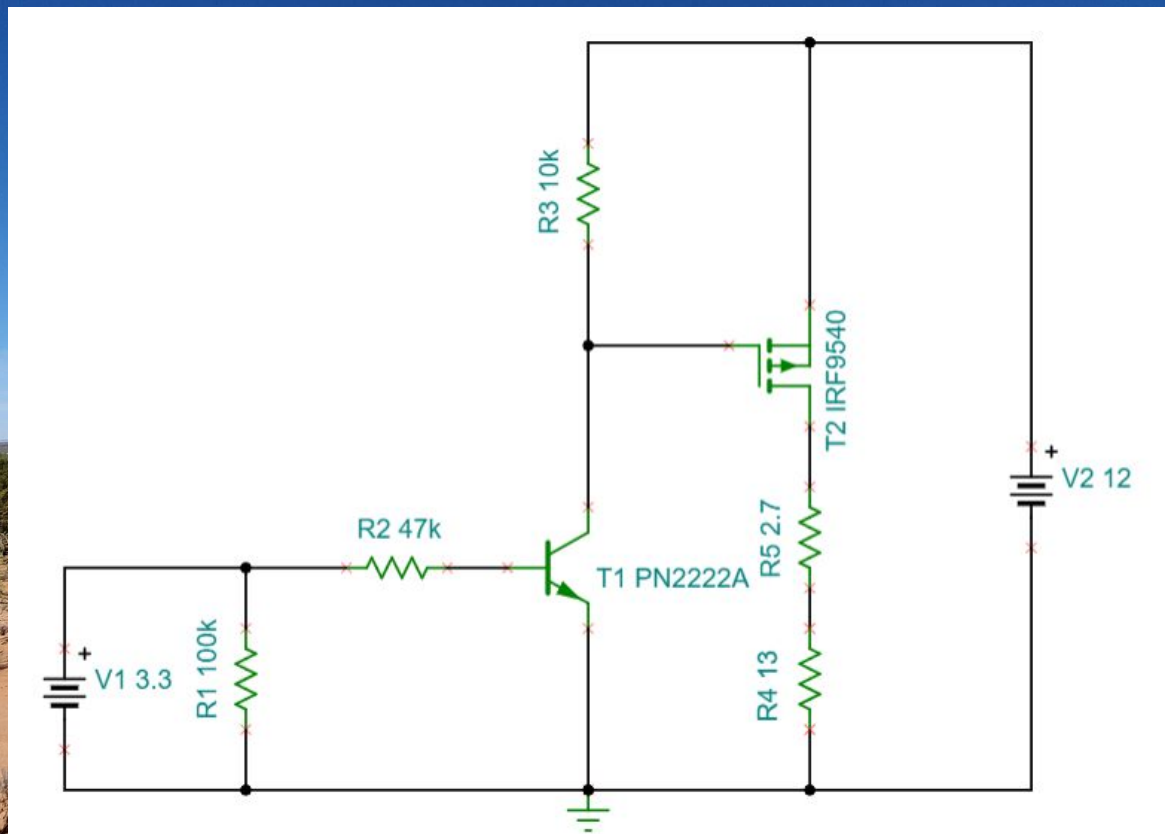 R3 10k
T2 IRF9540
+
V2 12
R2 47k
T1 PN2222A
R5 2.7
+
V1 3.3
R1 100k
R4 13